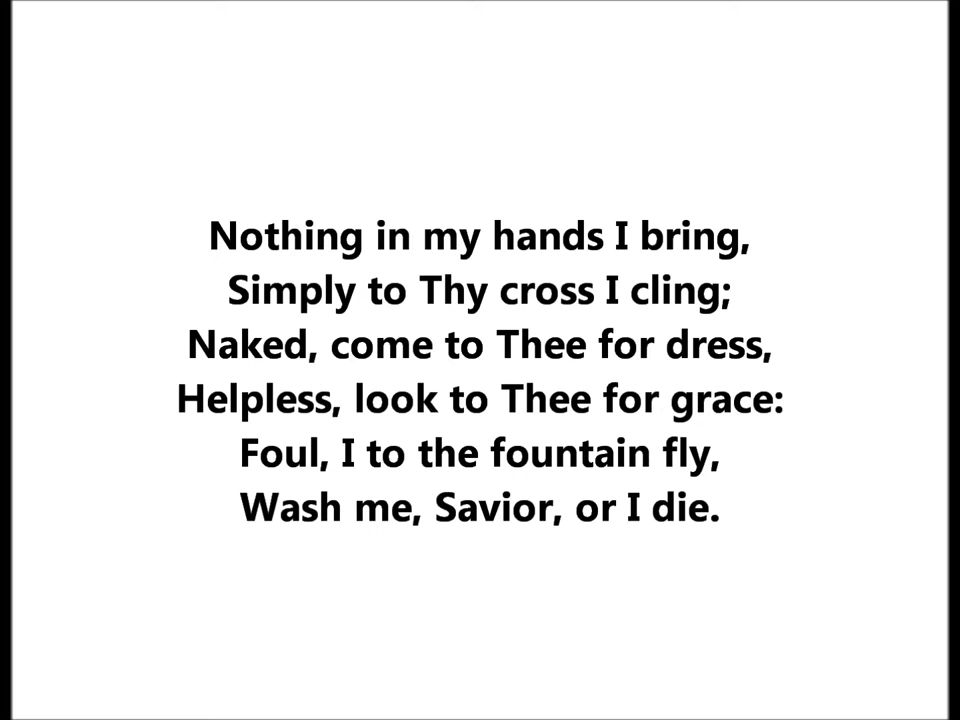 Nothing in my hands I bring,
Simply to Thy cross I cling;
Naked, come to Thee for dress,
Helpless, look to Thee for grace:
Foul, I to the fountain fly,
Wash me, Savior, or I die.